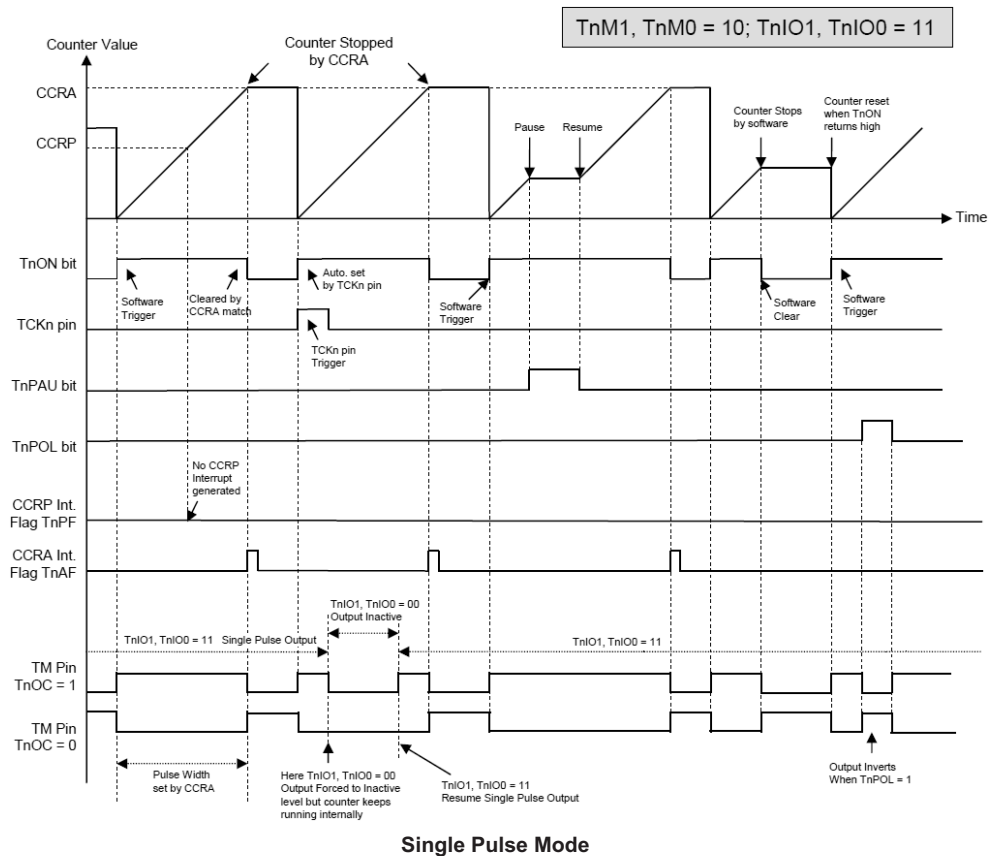 TnM1, TnM0 = 10; TnIO1, TnIO0 = 11
Counter Value
Counter Stopped
by CCRA
CCRA
CCRP
Pause
Resume
Counter Stops
by software
Counter reset
when TnON
returns high
Time
TnON bit
Software
Trigger
Cleared by
CCRA match
Auto. set
by TCKn pin
Software
Trigger
Software
Clear
Software
Trigger
TCKn pin
TCKn pin
Trigger
TnPAU bit
TnPOL bit
No CCRP
Interrupt
generated
CCRP Int.
Flag TnPF
CCRA Int.
Flag TnAF
TnIO1, TnIO0 = 00
Output Inactive
TnIO1, TnIO0 = 11 Single Pulse Output
TnIO1, TnIO0 = 11
TM Pin
TnOC = 1
TM Pin
TnOC = 0
Pulse Width
set by CCRA
Here TnIO1, TnIO0 = 00
Output Forced to Inactive
level but counter keeps
running internally
TnIO1, TnIO0 = 11
Resume Single Pulse Output
Output Inverts
When TnPOL = 1
Single Pulse Mode